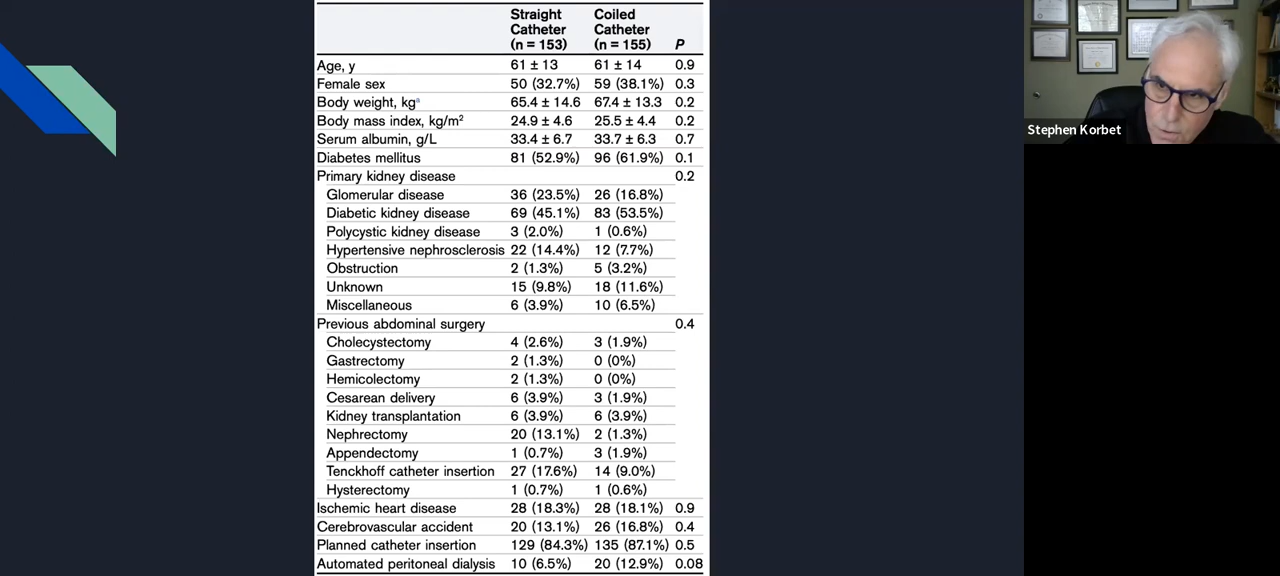 Straight Catheter (n = 153) Coiled Catheter (n = 155) P
Age, y 61 ± 13 61 ± 14 0.9
Female sex 50 (32.7%) 59 (38.1%) 0.3
Body weight, kgᵃ 65.4 ± 14.6 67.4 ± 13.3 0.2
Body mass index, kg/m² 24.9 ± 4.6 25.5 ± 4.4 0.2
Serum albumin, g/L 33.4 ± 6.7 33.7 ± 6.3 0.7
Diabetes mellitus 81 (52.9%) 96 (61.9%) 0.1
Primary kidney disease 0.2
Glomerular disease 36 (23.5%) 26 (16.8%)
Diabetic kidney disease 69 (45.1%) 83 (53.5%)
Polycystic kidney disease 3 (2.0%) 1 (0.6%)
Hypertensive nephrosclerosis 22 (14.4%) 12 (7.7%)
Obstruction 2 (1.3%) 5 (3.2%)
Unknown 15 (9.8%) 18 (11.6%)
Miscellaneous 6 (3.9%) 10 (6.5%)
Previous abdominal surgery 0.4
Cholecystectomy 4 (2.6%) 3 (1.9%)
Gastrectomy 2 (1.3%) 0 (0%)
Hemicolectomy 2 (1.3%) 0 (0%)
Cesarean delivery 6 (3.9%) 3 (1.9%)
Kidney transplantation 6 (3.9%) 6 (3.9%)
Nephrectomy 20 (13.1%) 2 (1.3%)
Appendectomy 1 (0.7%) 3 (1.9%)
Tenckhoff catheter insertion 27 (17.6%) 14 (9.0%)
Hysterectomy 1 (0.7%) 1 (0.6%)
Ischemic heart disease 28 (18.3%) 28 (18.1%) 0.9
Cerebrovascular accident 20 (13.1%) 26 (16.8%) 0.4
Planned catheter insertion 129 (84.3%) 135 (87.1%) 0.5
Automated peritoneal dialysis 10 (6.5%) 20 (12.9%) 0.08
Stephen Korbet